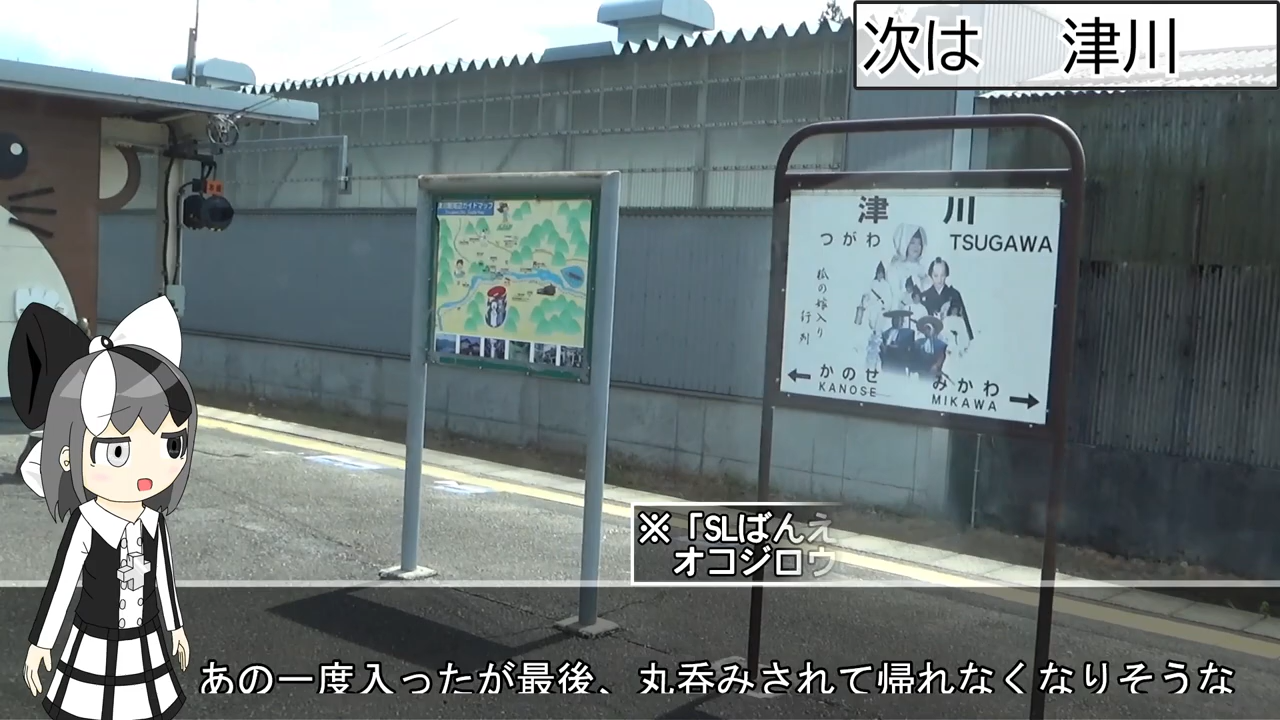 次は 津川
津川
つがわ TSUGAWA
狐の嫁入り
行列
かのせ
KANOSE
みかわ
MIKAWA
※「SLばんえ
オコジロウ
あの一度入ったが最後、丸呑みされて帰れなくなりそうな